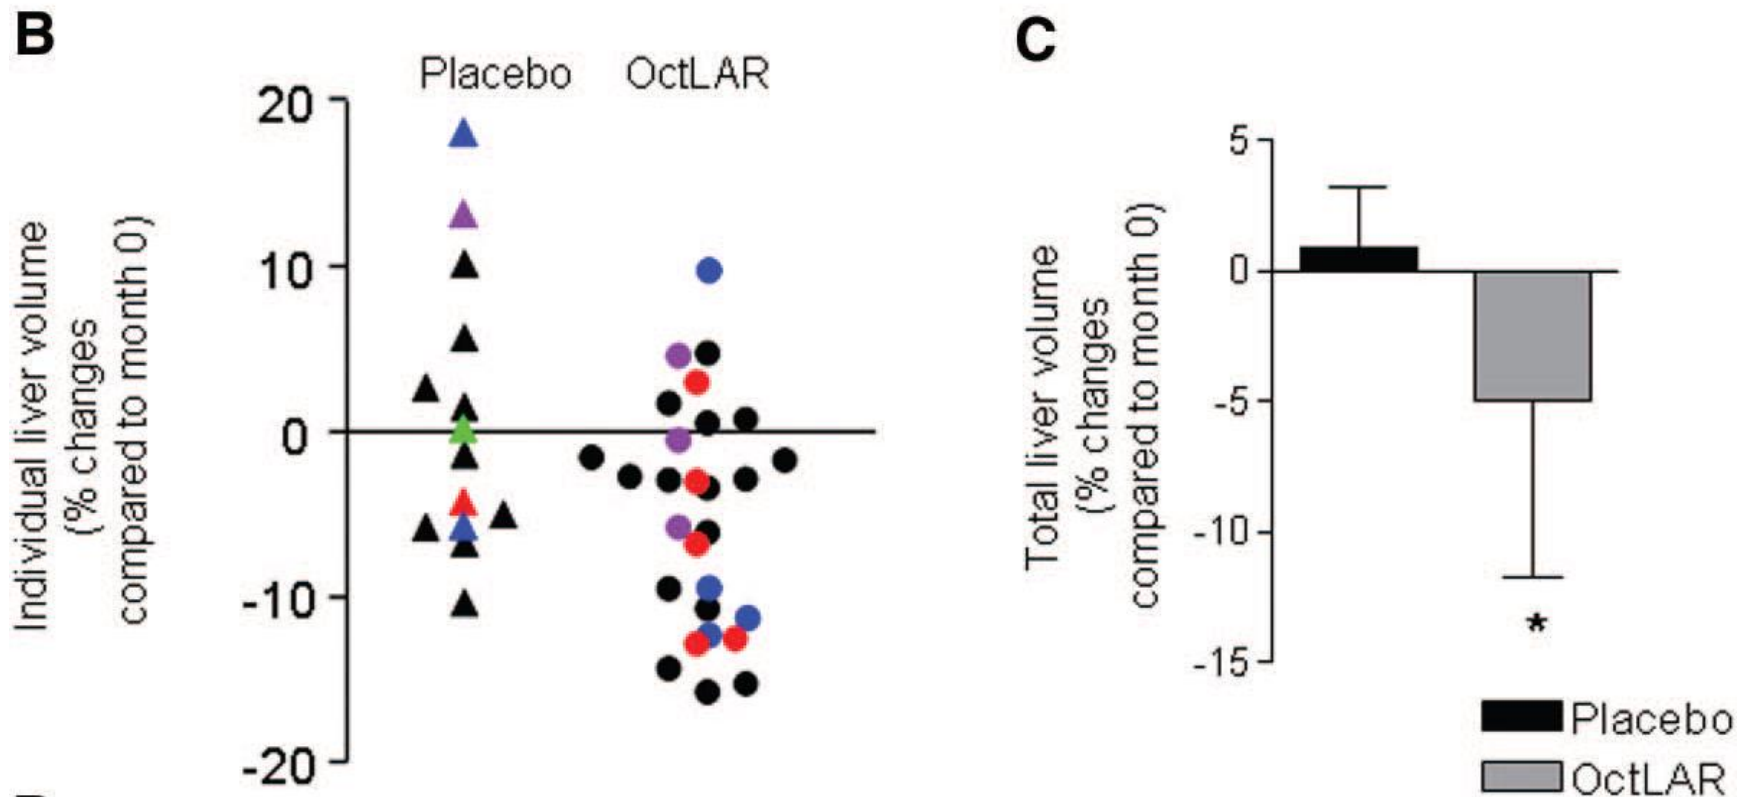 B
Placebo OctLAR
Individual liver volume
(% changes
compared to month 0)
20
10
0
-10
-20
C
Total liver volume
(% changes
compared to month 0)
5
0
-5
-10
-15
*
Placebo
OctLAR